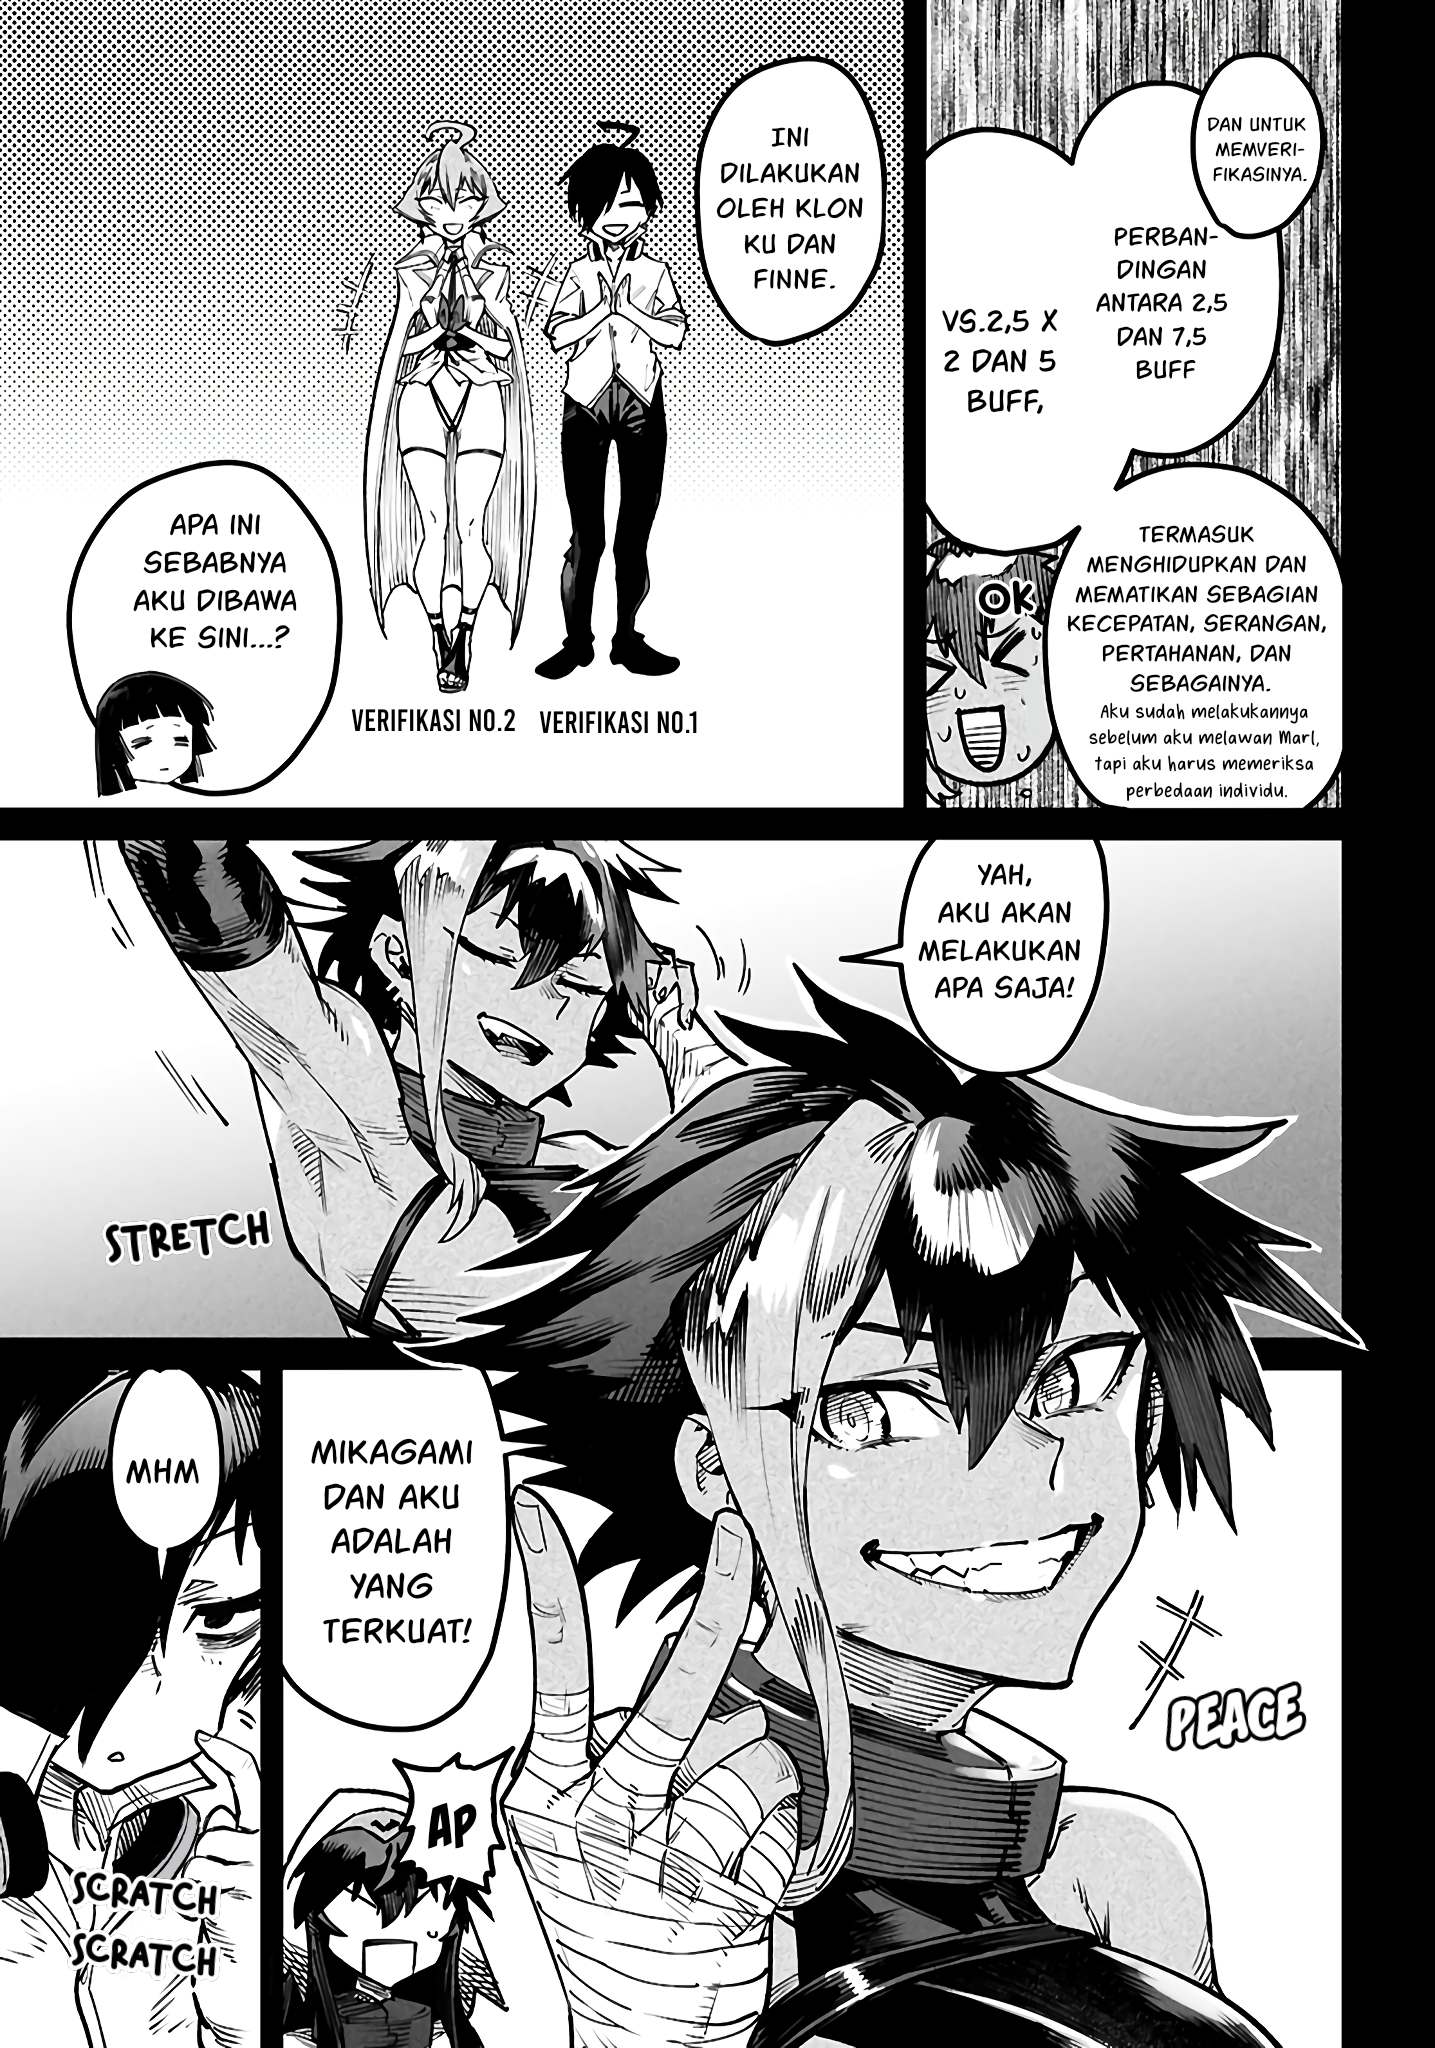 DAN UNTUK
MEMVERI-
FIKASINYA.
PERBAN-
DINGAN
ANTARA 2,5
DAN 7,5
BUFF
VS.2,5 X
2 DAN 5
BUFF,
TERMASUK
MENGHIDUPKAN DAN
MEMATIKAN SEBAGIAN
KECEPATAN, SERANGAN,
PERTAHANAN, DAN
SEBAGAINYA.
Aku sudah melakukannya
sebelum aku melawan Marl,
tapi aku harus memeriksa
perbedaan individu.
OK
INI
DILAKUKAN
OLEH KLON
KU DAN
FINNE.
VERIFIKASI NO.2
VERIFIKASI NO.1
APA INI
SEBABNYA
AKU DIBAWA
KE SINI...?
YAH,
AKU AKAN
MELAKUKAN
APA SAJA!
STRETCH
MIKAGAMI
DAN AKU
ADALAH
YANG
TERKUAT!
PEACE
AP
MHM
SCRATCH
SCRATCH